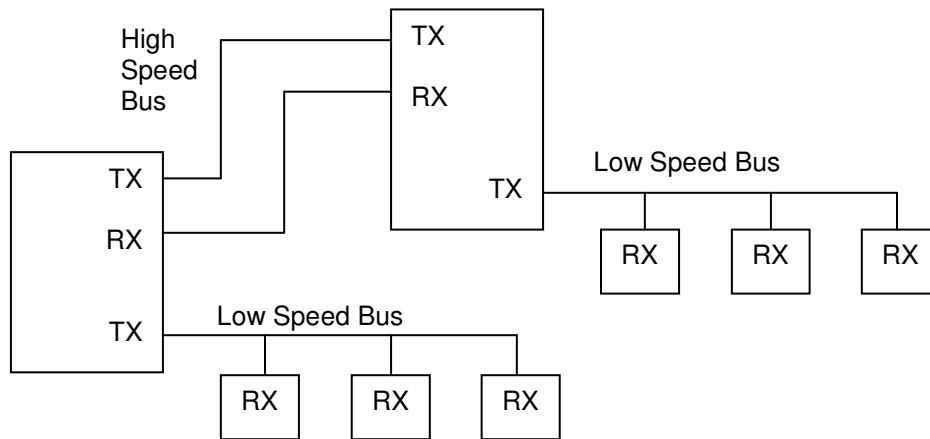 High
Speed
Bus
TX
RX
TX
Low Speed Bus
RX
RX
RX
TX
RX
TX
Low Speed Bus
RX
RX
RX